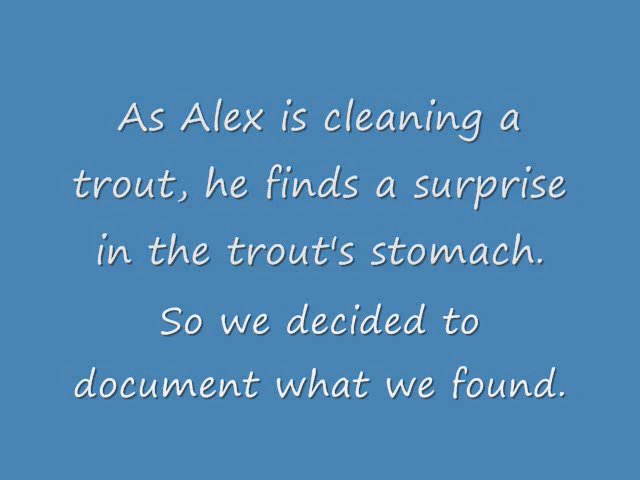 As Alex is cleaning a
trout, he finds a surprise
in the trout's stomach.
So we decided to
document what we found.